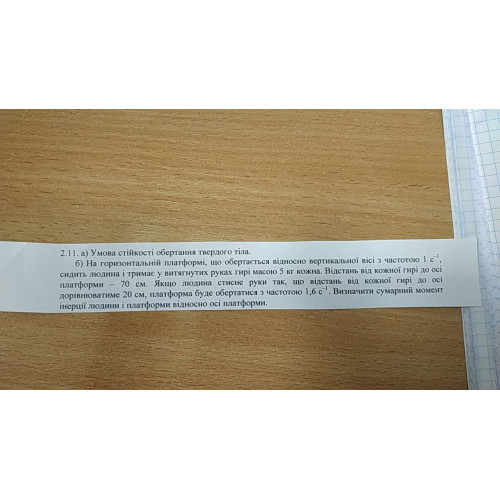 2.11. а) Умова стійкості обертання твердого тіла.
б) На горизонтальній платформі, що обертається відносно вертикальної вісі з частотою 1 с⁻¹,
сидить людина і тримає у витягнутих руках гирі масою 5 кг кожна. Відстань від кожної гирі до осі
платформи – 70 см. Якщо людина стисне руки так, що відстань від кожної гирі до осі
дорівнюватиме 20 см, платформа буде обертатися з частотою 1,6 с⁻¹. Визначити сумарний момент
інерції людини і платформи відносно осі платформи.